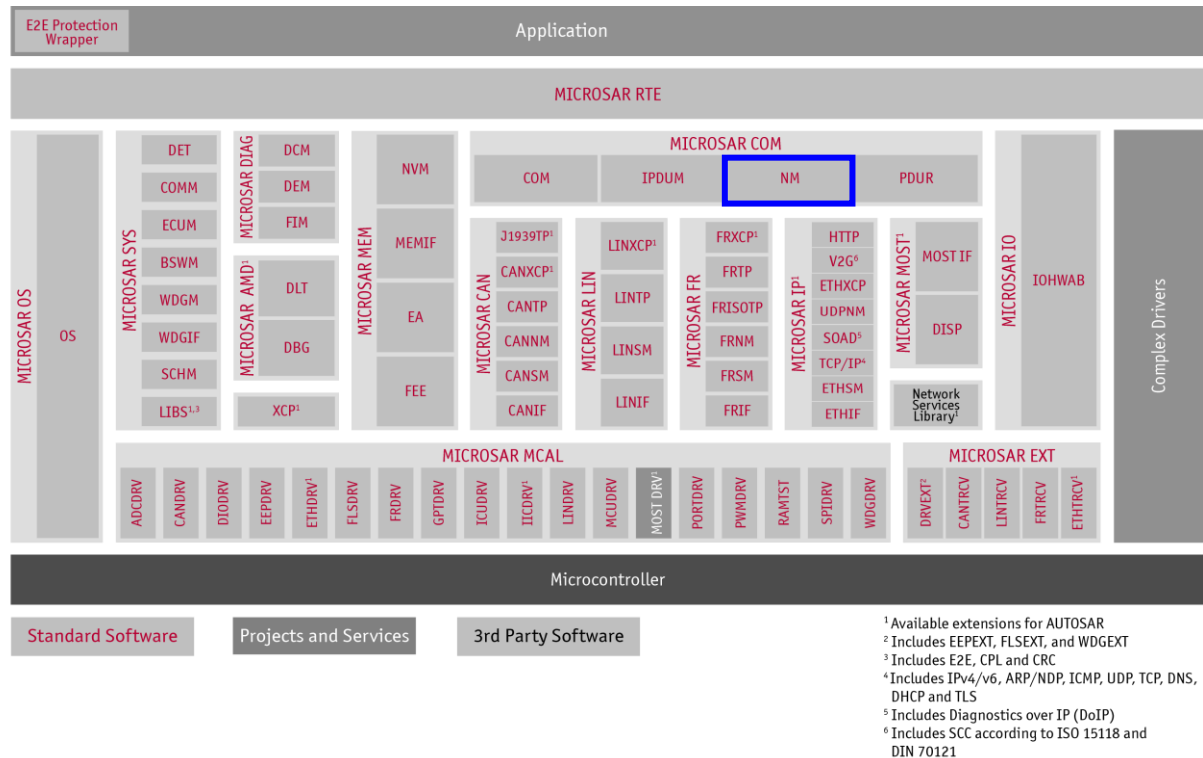 E2E Protection
Wrapper
Application
MICROSAR RTE
MICROSAR OS
OS
MICROSAR SYS
DET
COMM
ECUM
BSWM
WDGM
WDGIF
SCHM
LIBS¹,³
MICROSAR DIAG
DCM
DEM
FIM
MICROSAR AMD¹
DLT
DBG
XCP¹
MICROSAR MEM
NVM
MEMIF
EA
FEE
MICROSAR COM
COM
IPDUM
NM
PDUR
MICROSAR CAN
J1939TP¹
CANXCP¹
CANTP
CANNM
CANSM
CANIF
MICROSAR LIN
LINXCP¹
LINTP
LINSM
LINIF
MICROSAR FR
FRXCP¹
FRTP
FRISOTP
FRNM
FRSM
FRIF
MICROSAR IP¹
HTTP
V2G⁶
ETHXCP
UDPNM
SOAD⁵
TCP/IP⁴
ETHSM
ETHIF
MICROSAR MOST¹
MOST IF
DISP
Network
Services
Library¹
MICROSAR IO
IOHWAB
Complex Drivers
MICROSAR MCAL
ADCDRV
CANDRV
DIODRV
EEPDRV
ETHDRV¹
FLSDRV
FRDRV
GPTDRV
ICUDRV
IICDRV¹
LINDRV
MCUDRV
MOST DRV¹
PORTDRV
PWMDRV
RAMTST
SPIDRV
WDGDRV
MICROSAR EXT
DRVEXT²
CANTRCV
LINTRCV
FRTRCV
ETHTRCV¹
Microcontroller
Standard Software
Projects and Services
3rd Party Software
¹ Available extensions for AUTOSAR
² Includes EEPEXT, FLSEXT, and WDGEXT
³ Includes E2E, CPL and CRC
⁴ Includes IPv4/v6, ARP/NDP, ICMP, UDP, TCP, DNS,
DHCP and TLS
⁵ Includes Diagnostics over IP (DoIP)
⁶ Includes SCC according to ISO 15118 and
DIN 70121